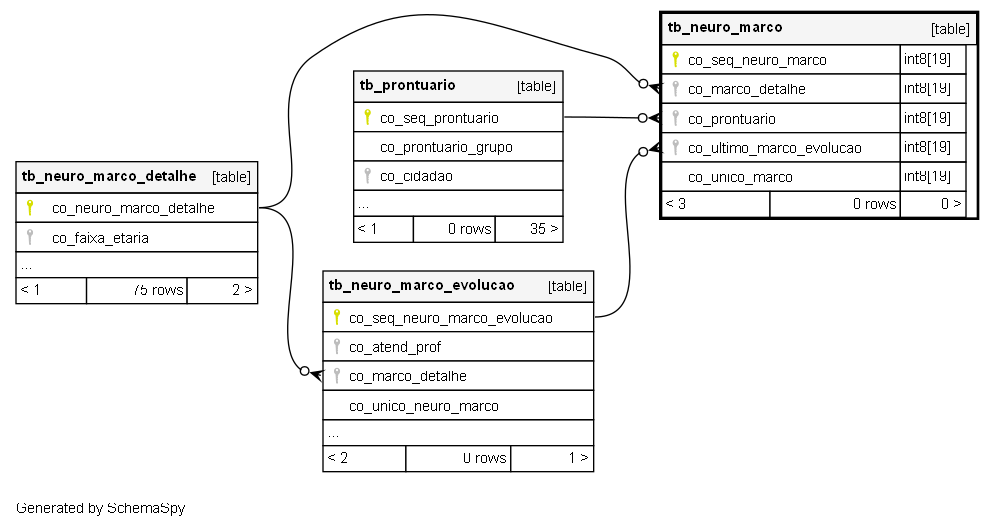 tb_neuro_marco [table]
co_seq_neuro_marco int8[19]
co_marco_detalhe int8[19]
co_prontuario int8[19]
co_ultimo_marco_evolucao int8[19]
co_unico_marco int8[19]
< 3 0 rows 0 >
tb_prontuario [table]
co_seq_prontuario
co_prontuario_grupo
co_cidadao
...
< 1 0 rows 35 >
tb_neuro_marco_detalhe [table]
co_neuro_marco_detalhe
co_faixa_etaria
...
< 1 75 rows 2 >
tb_neuro_marco_evolucao [table]
co_seq_neuro_marco_evolucao
co_atend_prof
co_marco_detalhe
co_unico_neuro_marco
...
< 2 0 rows 1 >
Generated by SchemaSpy